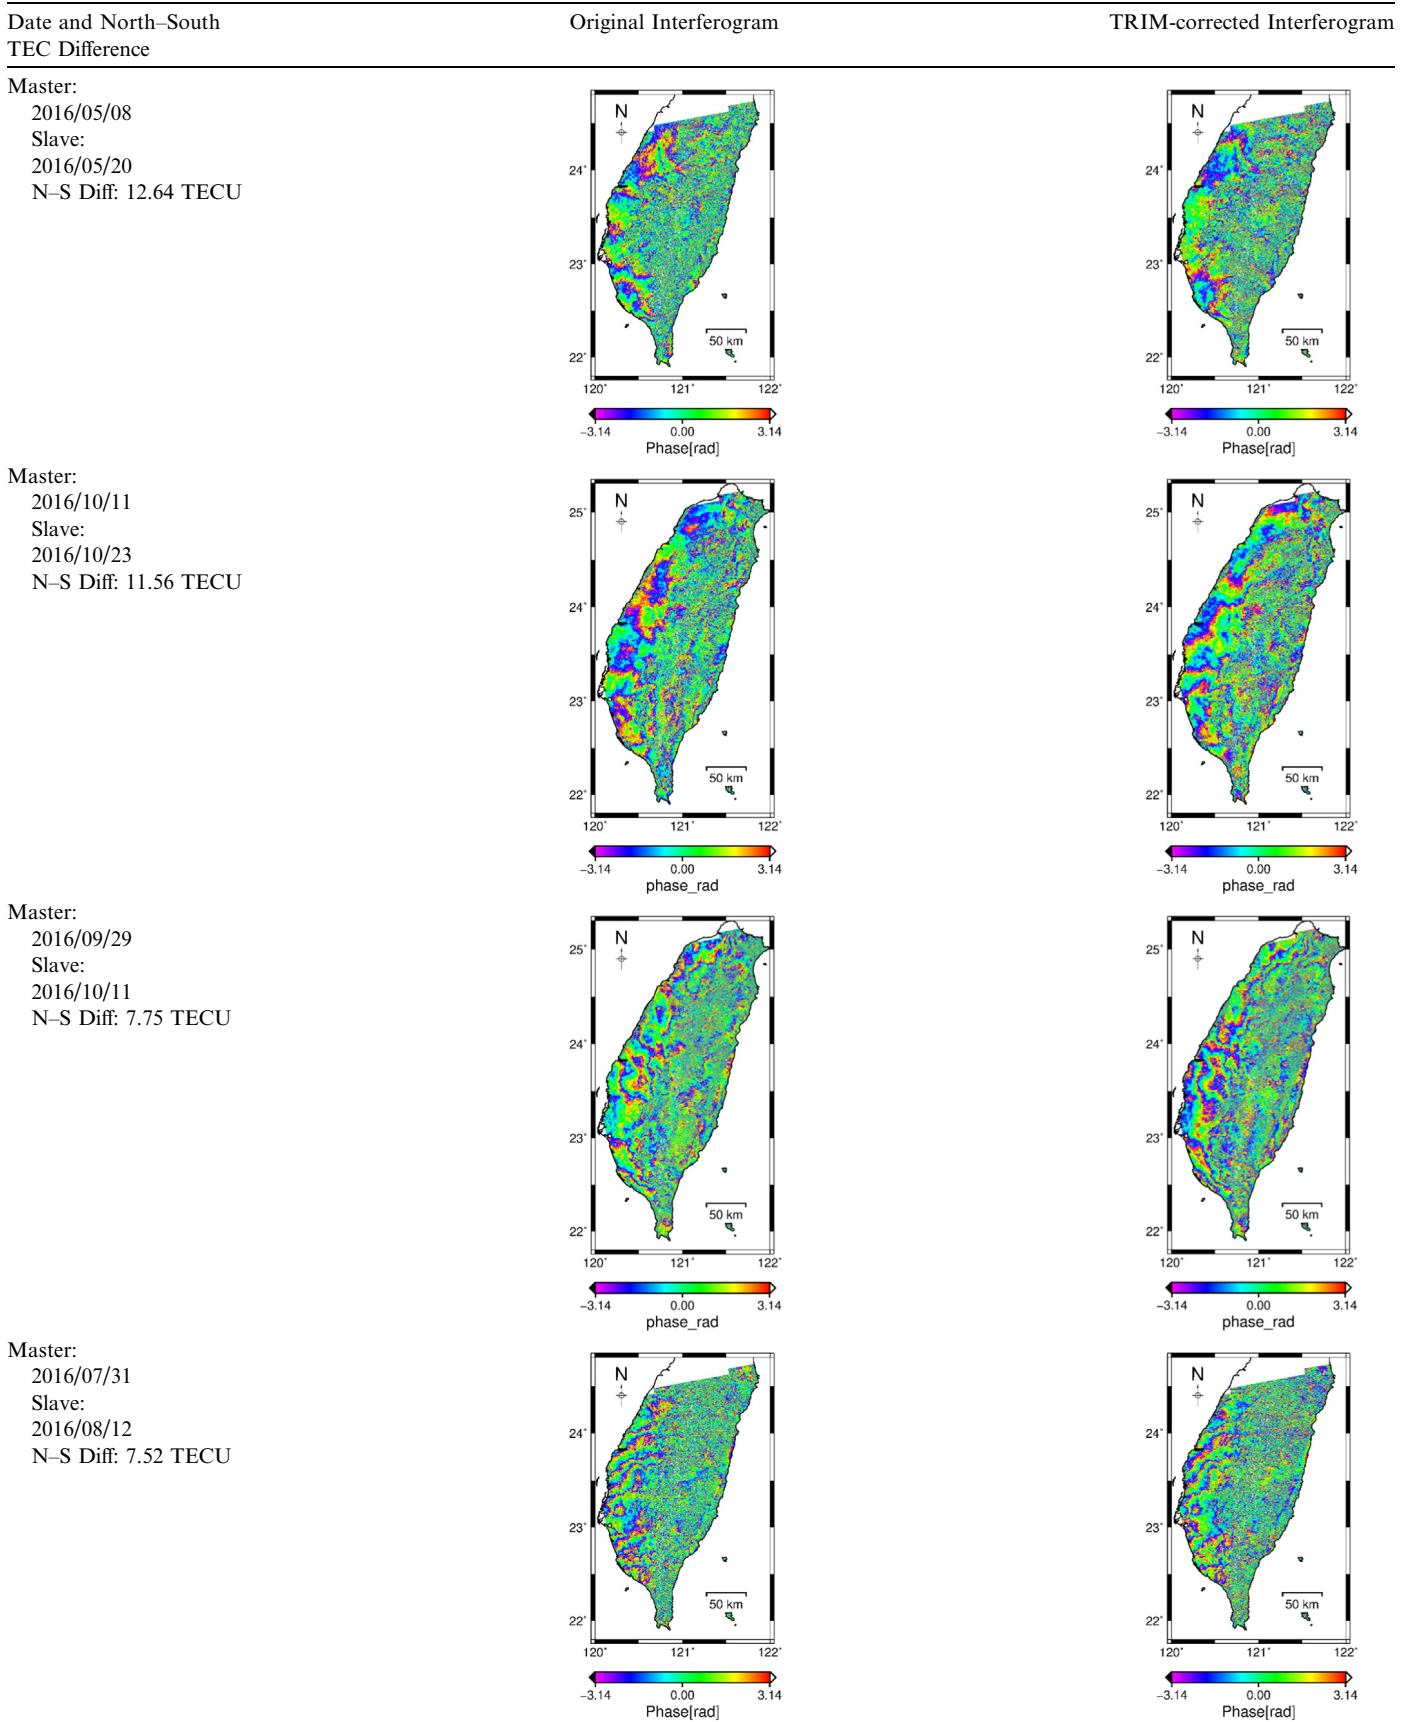 Date and North–South TEC Difference
Original Interferogram
TRIM-corrected Interferogram
Master:
2016/05/08
Slave:
2016/05/20
N–S Diff: 12.64 TECU
N
24°
23°
22°
50 km
120° 121° 122°
−3.14 0.00 3.14
Phase[rad]
N
24°
23°
22°
50 km
120° 121° 122°
−3.14 0.00 3.14
Phase[rad]
Master:
2016/10/11
Slave:
2016/10/23
N–S Diff: 11.56 TECU
N
25°
24°
23°
22°
50 km
120° 121° 122°
−3.14 0.00 3.14
phase_rad
N
25°
24°
23°
22°
50 km
120° 121° 122°
−3.14 0.00 3.14
phase_rad
Master:
2016/09/29
Slave:
2016/10/11
N–S Diff: 7.75 TECU
N
25°
24°
23°
22°
50 km
120° 121° 122°
−3.14 0.00 3.14
phase_rad
N
25°
24°
23°
22°
50 km
120° 121° 122°
−3.14 0.00 3.14
phase_rad
Master:
2016/07/31
Slave:
2016/08/12
N–S Diff: 7.52 TECU
N
24°
23°
22°
50 km
120° 121° 122°
−3.14 0.00 3.14
Phase[rad]
N
24°
23°
22°
50 km
120° 121° 122°
−3.14 0.00 3.14
Phase[rad]